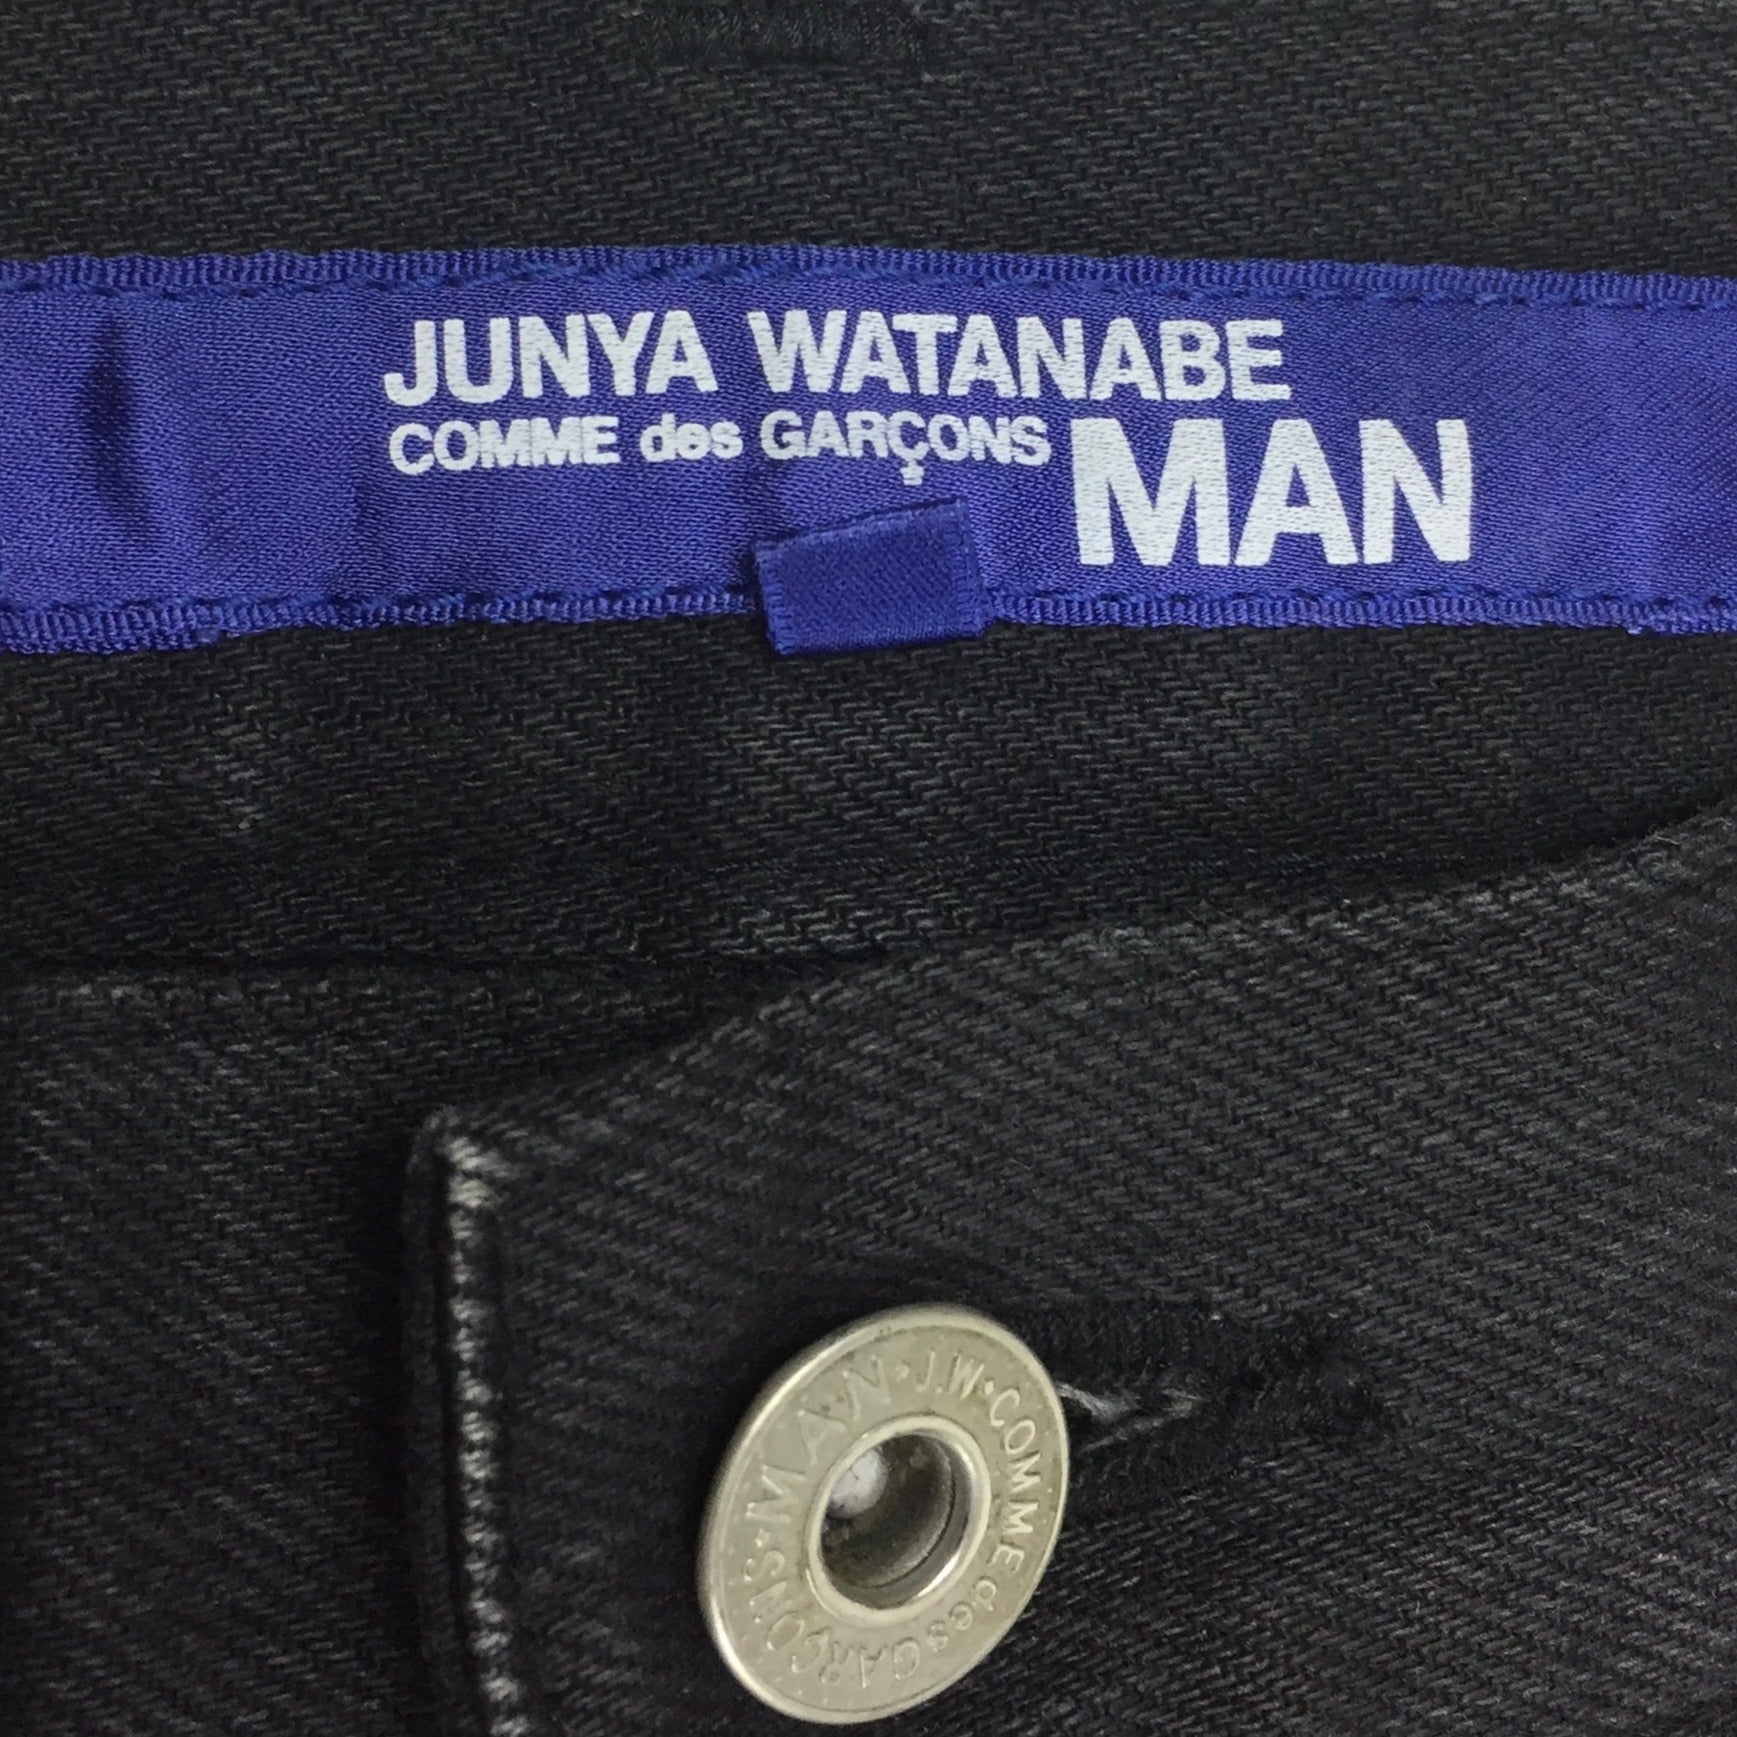 JUNYA WATANABE
COMME des GARÇONS MAN
MAN · J.W · COMME des GARÇONS ·